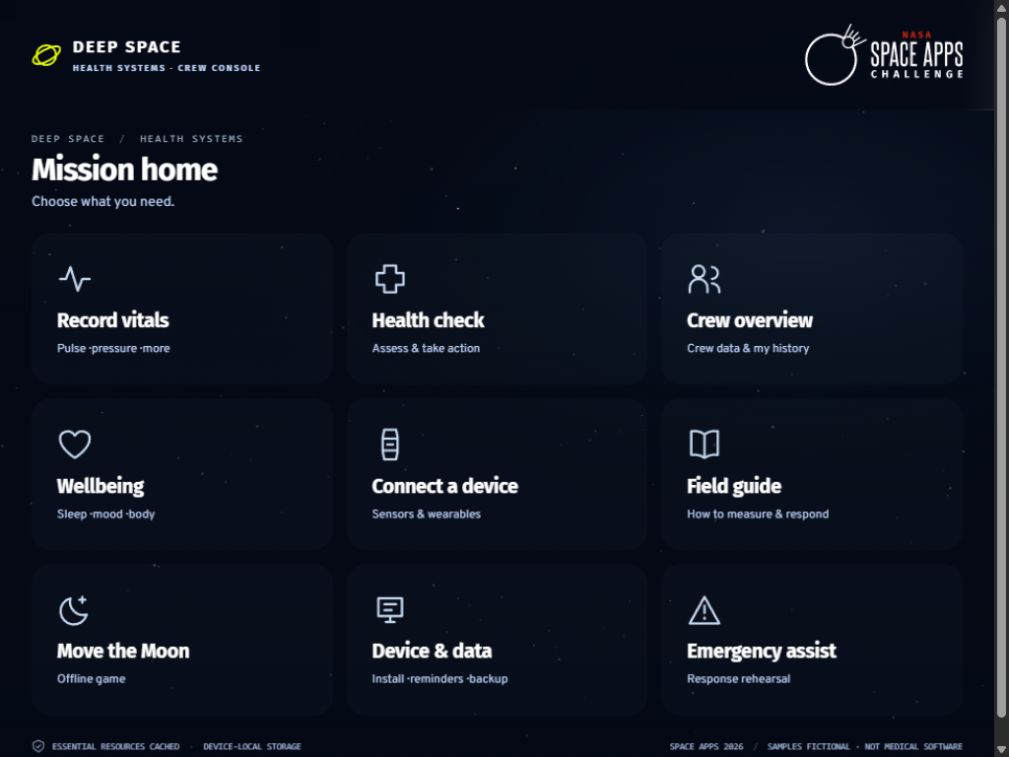 DEEP SPACE
HEALTH SYSTEMS · CREW CONSOLE
NASA
SPACE APPS
CHALLENGE
DEEP SPACE / HEALTH SYSTEMS
Mission home
Choose what you need.
Record vitals
Pulse ·pressure ·more
Health check
Assess & take action
Crew overview
Crew data & my history
Wellbeing
Sleep ·mood ·body
Connect a device
Sensors & wearables
Field guide
How to measure & respond
Move the Moon
Offline game
Device & data
Install ·reminders ·backup
Emergency assist
Response rehearsal
ESSENTIAL RESOURCES CACHED · DEVICE-LOCAL STORAGE
SPACE APPS 2026 / SAMPLES FICTIONAL · NOT MEDICAL SOFTWARE